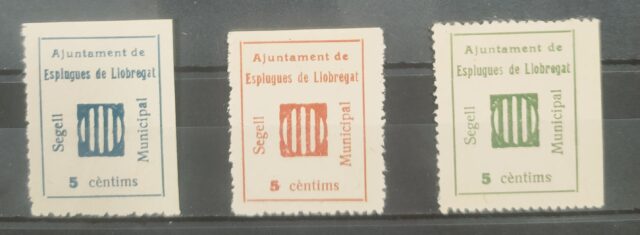 Ajuntament de
Esplugues de Llobregat
Segell
Municipal
5 cèntims
Ajuntament de
Esplugues de Llobregat
Segell
Municipal
5 cèntims
Ajuntament de
Esplugues de Llobregat
Segell
Municipal
5 cèntims